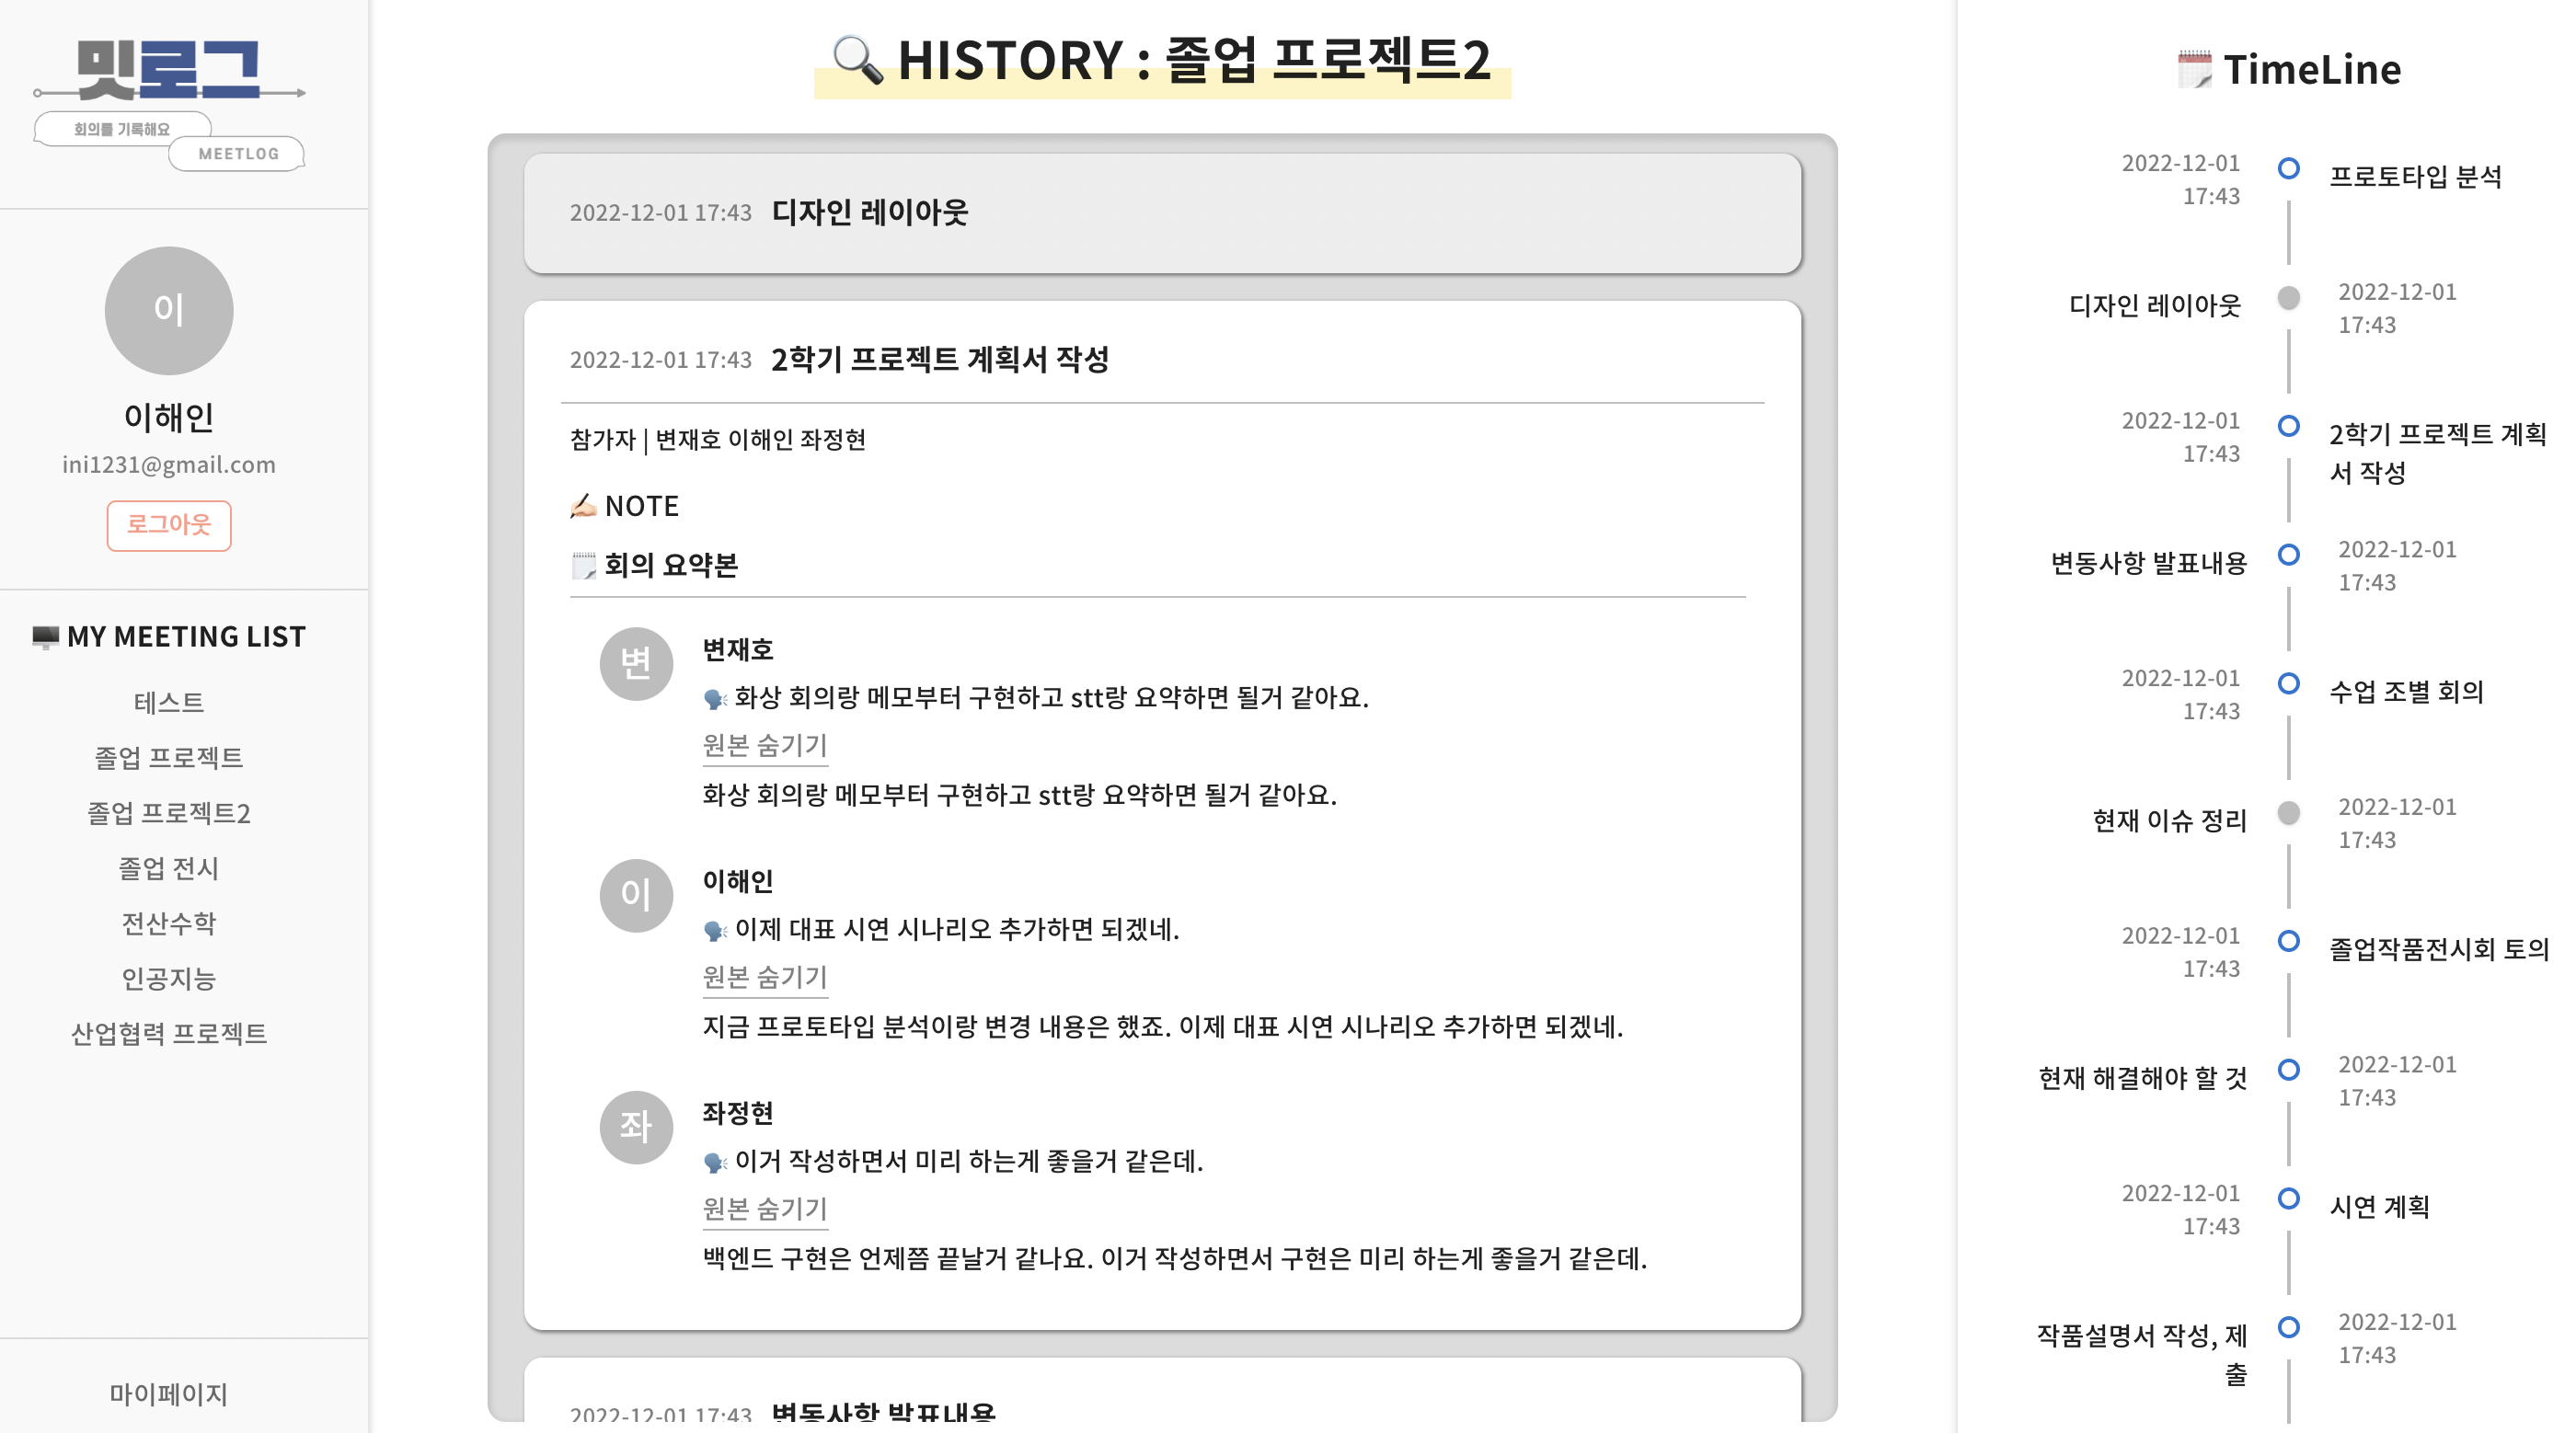 밋로그
회의를 기록해요
MEETLOG
이
이해인
ini1231@gmail.com
로그아웃
MY MEETING LIST
테스트
졸업 프로젝트
졸업 프로젝트2
졸업 전시
전산수학
인공지능
산업협력 프로젝트
마이페이지
HISTORY : 졸업 프로젝트2
2022-12-01 17:43 디자인 레이아웃
2022-12-01 17:43 2학기 프로젝트 계획서 작성
참가자 | 변재호 이해인 좌정현
NOTE
회의 요약본
변
변재호
화상 회의랑 메모부터 구현하고 stt랑 요약하면 될거 같아요.
원본 숨기기
화상 회의랑 메모부터 구현하고 stt랑 요약하면 될거 같아요.
이
이해인
이제 대표 시연 시나리오 추가하면 되겠네.
원본 숨기기
지금 프로토타입 분석이랑 변경 내용은 했죠. 이제 대표 시연 시나리오 추가하면 되겠네.
좌
좌정현
이거 작성하면서 미리 하는게 좋을거 같은데.
원본 숨기기
백엔드 구현은 언제쯤 끝날거 같나요. 이거 작성하면서 구현은 미리 하는게 좋을거 같은데.
2022-12-01 17:43 변동사항 발표내용
TimeLine
2022-12-01
17:43
프로토타입 분석
디자인 레이아웃
2022-12-01
17:43
2022-12-01
17:43
2학기 프로젝트 계획
서 작성
변동사항 발표내용
2022-12-01
17:43
2022-12-01
17:43
수업 조별 회의
현재 이슈 정리
2022-12-01
17:43
2022-12-01
17:43
졸업작품전시회 토의
현재 해결해야 할 것
2022-12-01
17:43
2022-12-01
17:43
시연 계획
작품설명서 작성, 제
출
2022-12-01
17:43